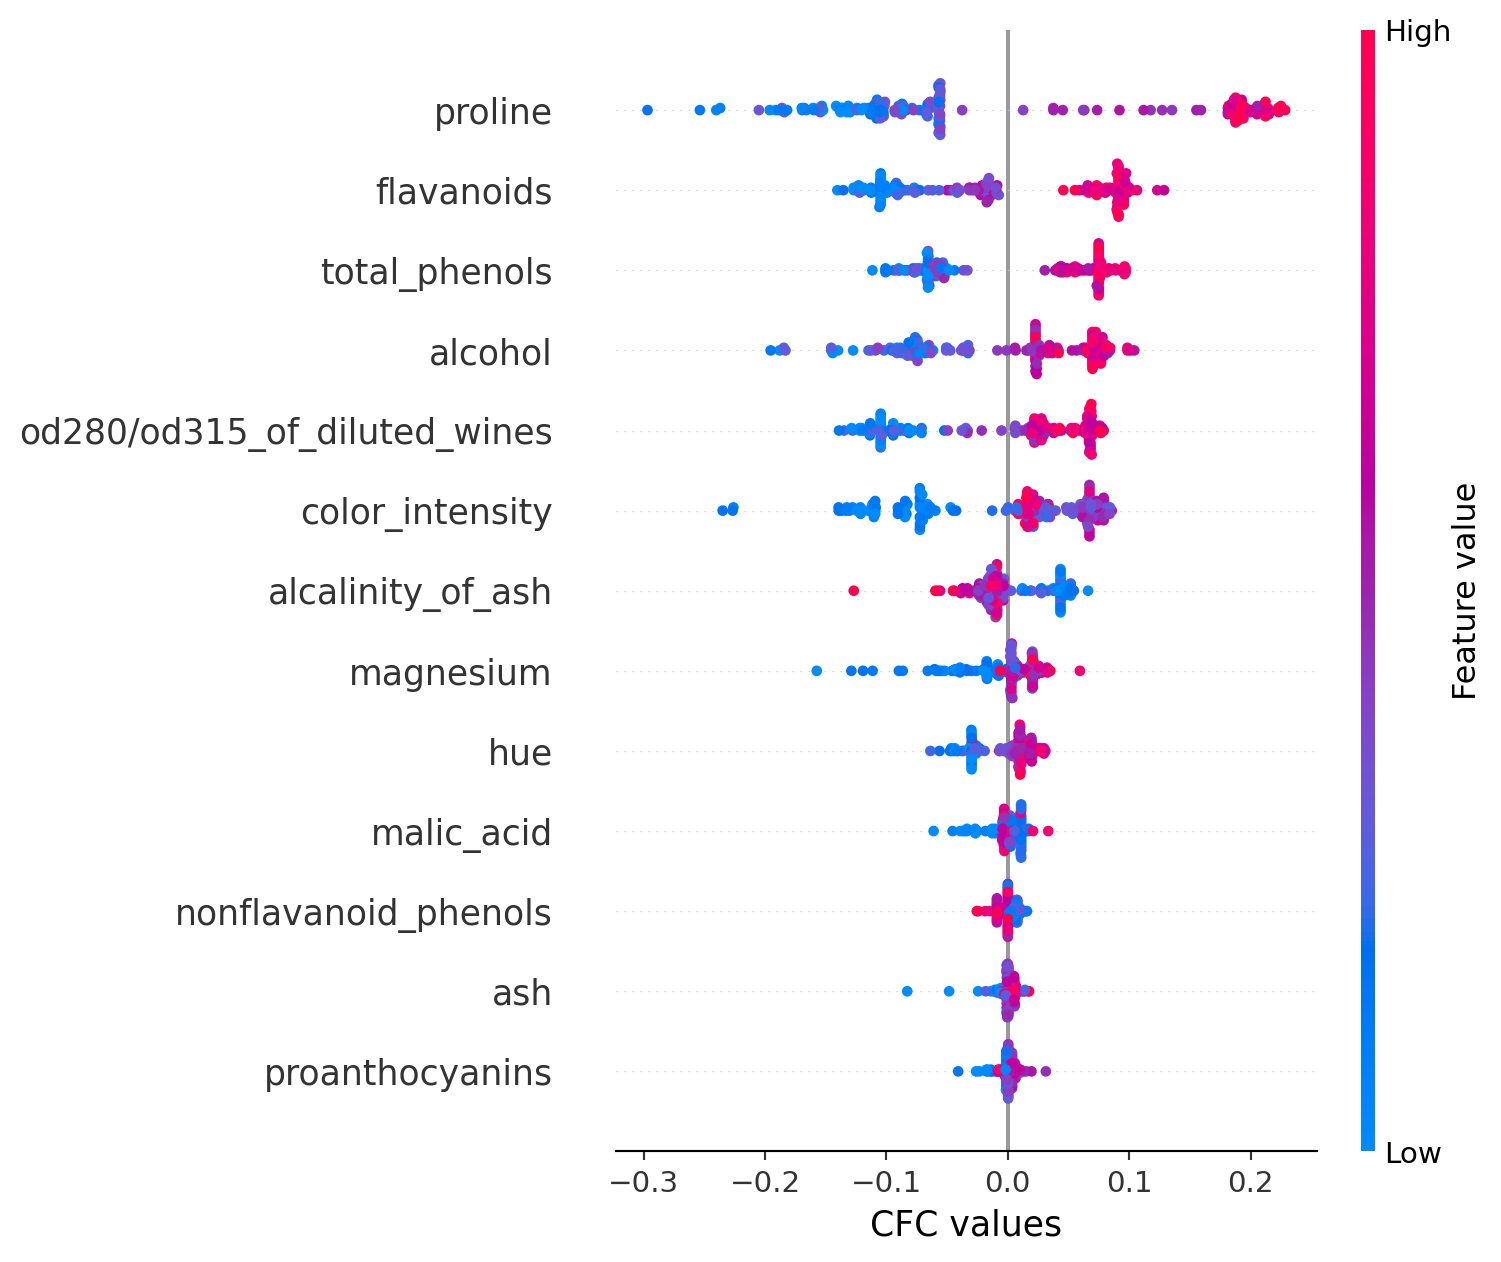 High
proline
flavanoids
total_phenols
alcohol
od280/od315_of_diluted_wines
color_intensity
alcalinity_of_ash
magnesium
hue
malic_acid
nonflavanoid_phenols
ash
proanthocyanins
Feature value
Low
−0.3 −0.2 −0.1 0.0 0.1 0.2
CFC values